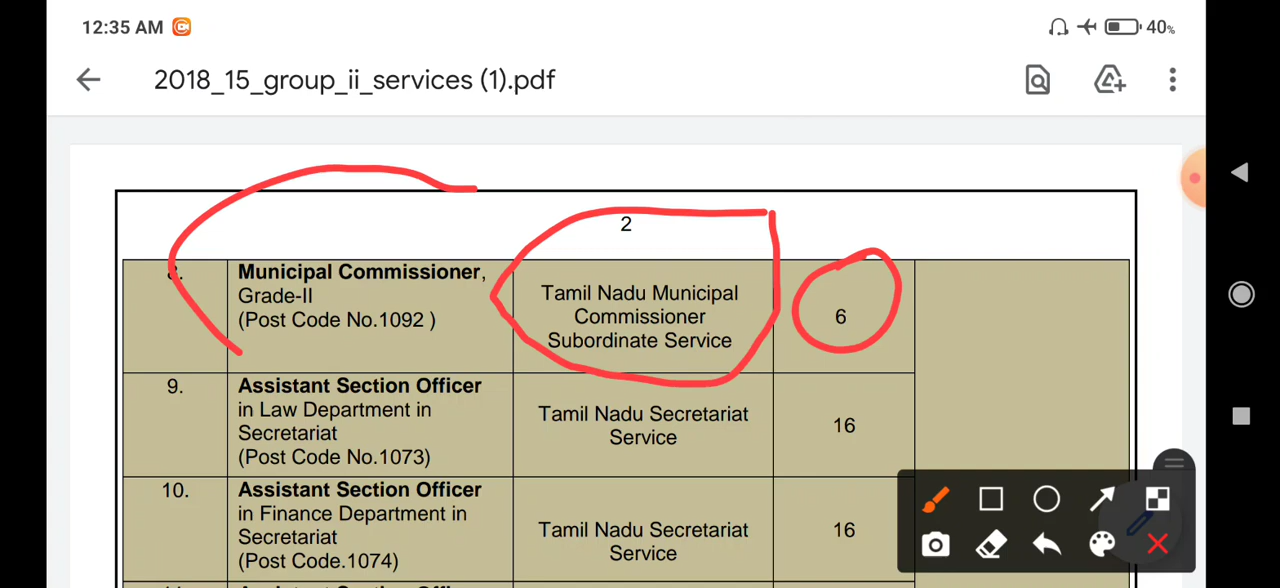 12:35 AM
40%
2018_15_group_ii_services (1).pdf
2
8.
Municipal Commissioner,
Grade-II
(Post Code No.1092 )
Tamil Nadu Municipal
Commissioner
Subordinate Service
6
9.
Assistant Section Officer
in Law Department in
Secretariat
(Post Code No.1073)
Tamil Nadu Secretariat
Service
16
10.
Assistant Section Officer
in Finance Department in
Secretariat
(Post Code.1074)
Tamil Nadu Secretariat
Service
16